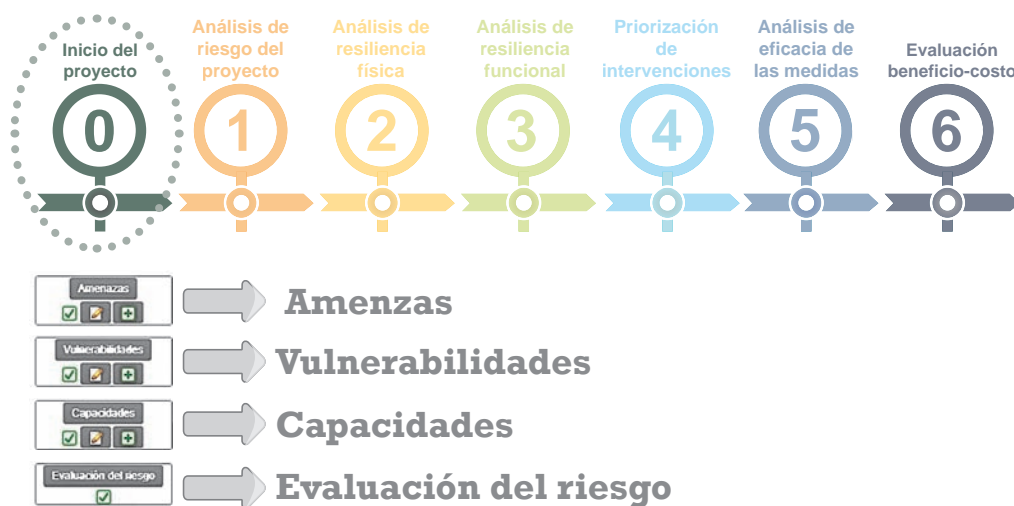 Inicio del
proyecto
Análisis de
riesgo del
proyecto
Análisis de
resiliencia
física
Análisis de
resiliencia
funcional
Priorización
de
intervenciones
Análisis de
eficacia de
las medidas
Evaluación
beneficio-costo
0
1
2
3
4
5
6
Amenazas
Amenzas
Vulnerabilidades
Vulnerabilidades
Capacidades
Capacidades
Evaluación del riesgo
Evaluación del riesgo